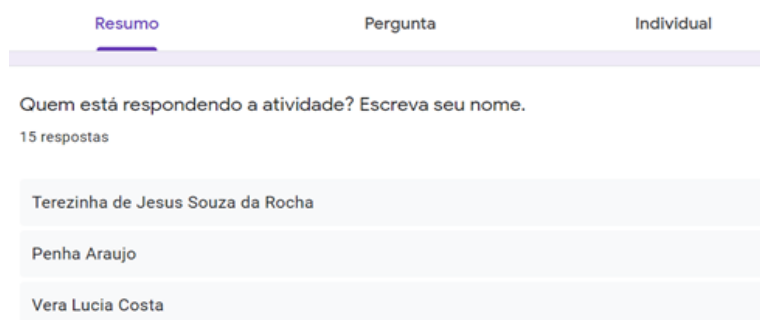 Resumo Pergunta Individual
Quem está respondendo a atividade? Escreva seu nome.
15 respostas
Terezinha de Jesus Souza da Rocha
Penha Araujo
Vera Lucia Costa